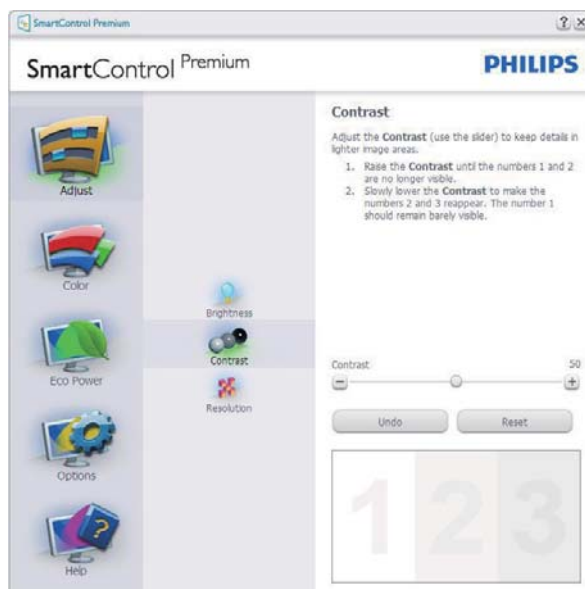 SmartControl Premium
SmartControl Premium
PHILIPS
Adjust
Color
Eco Power
Options
Help
Brightness
Contrast
Resolution
Contrast
Adjust the Contrast (use the slider) to keep details in
lighter image areas.
1. Raise the Contrast until the numbers 1 and 2
are no longer visible.
2. Slowly lower the Contrast to make the
numbers 2 and 3 reappear. The number 1
should remain barely visible.
Contrast 50
Undo Reset
1 2 3